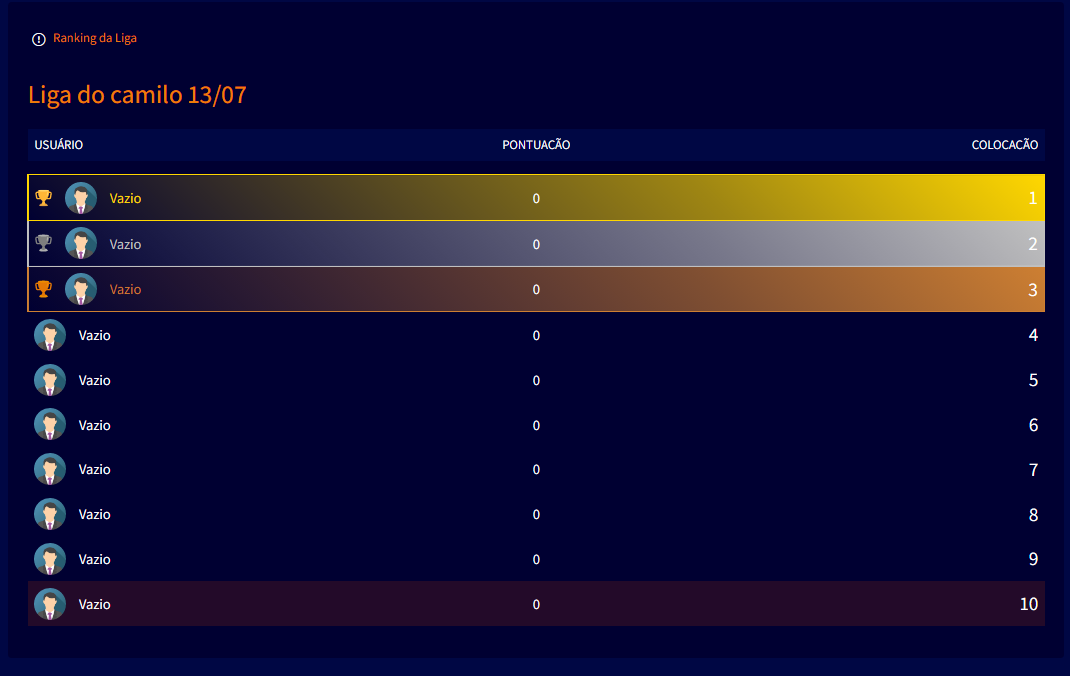 Ranking da Liga
Liga do camilo 13/07
USUÁRIO PONTUACÃO COLOCACÃO
Vazio 0 1
Vazio 0 2
Vazio 0 3
Vazio 0 4
Vazio 0 5
Vazio 0 6
Vazio 0 7
Vazio 0 8
Vazio 0 9
Vazio 0 10